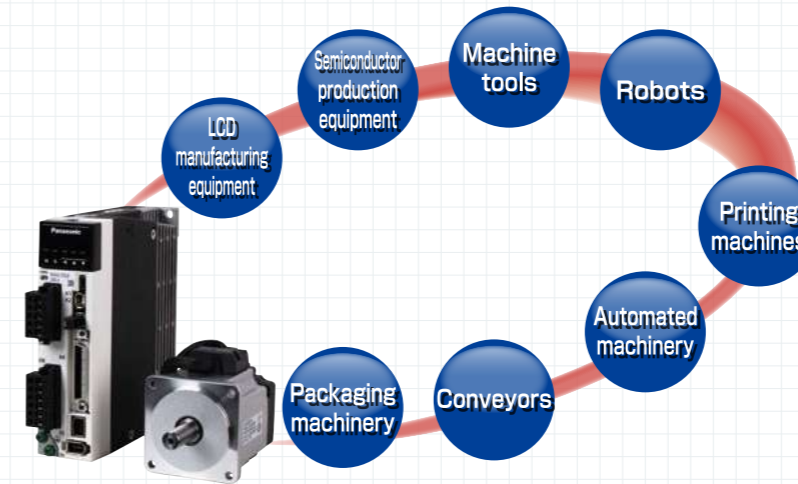 Semiconductor
production
equipment
Machine
tools
Robots
LCD
manufacturing
equipment
Printing
machines
Automated
machinery
Conveyors
Packaging
machinery
Panasonic